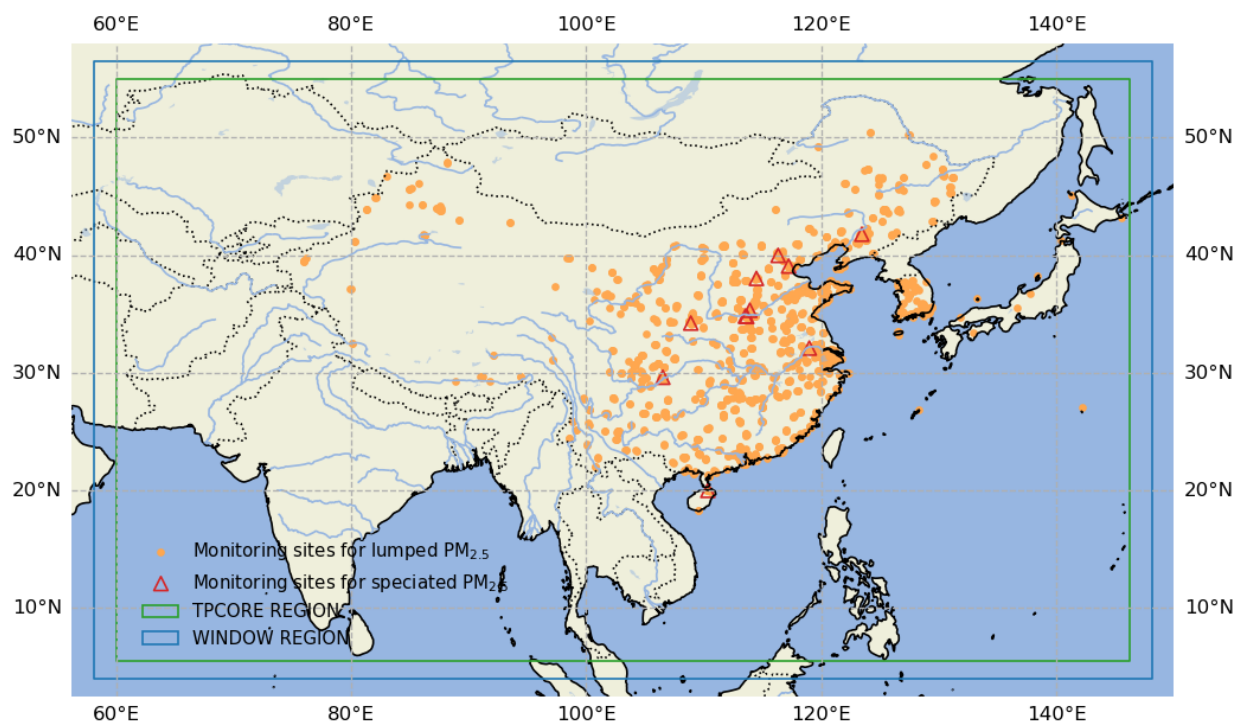 60°E 80°E 100°E 120°E 140°E
50°N 50°N
40°N 40°N
30°N 30°N
20°N 20°N
Monitoring sites for lumped PM2.5
Monitoring sites for speciated PM2.5
10°N TPCORE REGION 10°N
WINDOW REGION
60°E 80°E 100°E 120°E 140°E